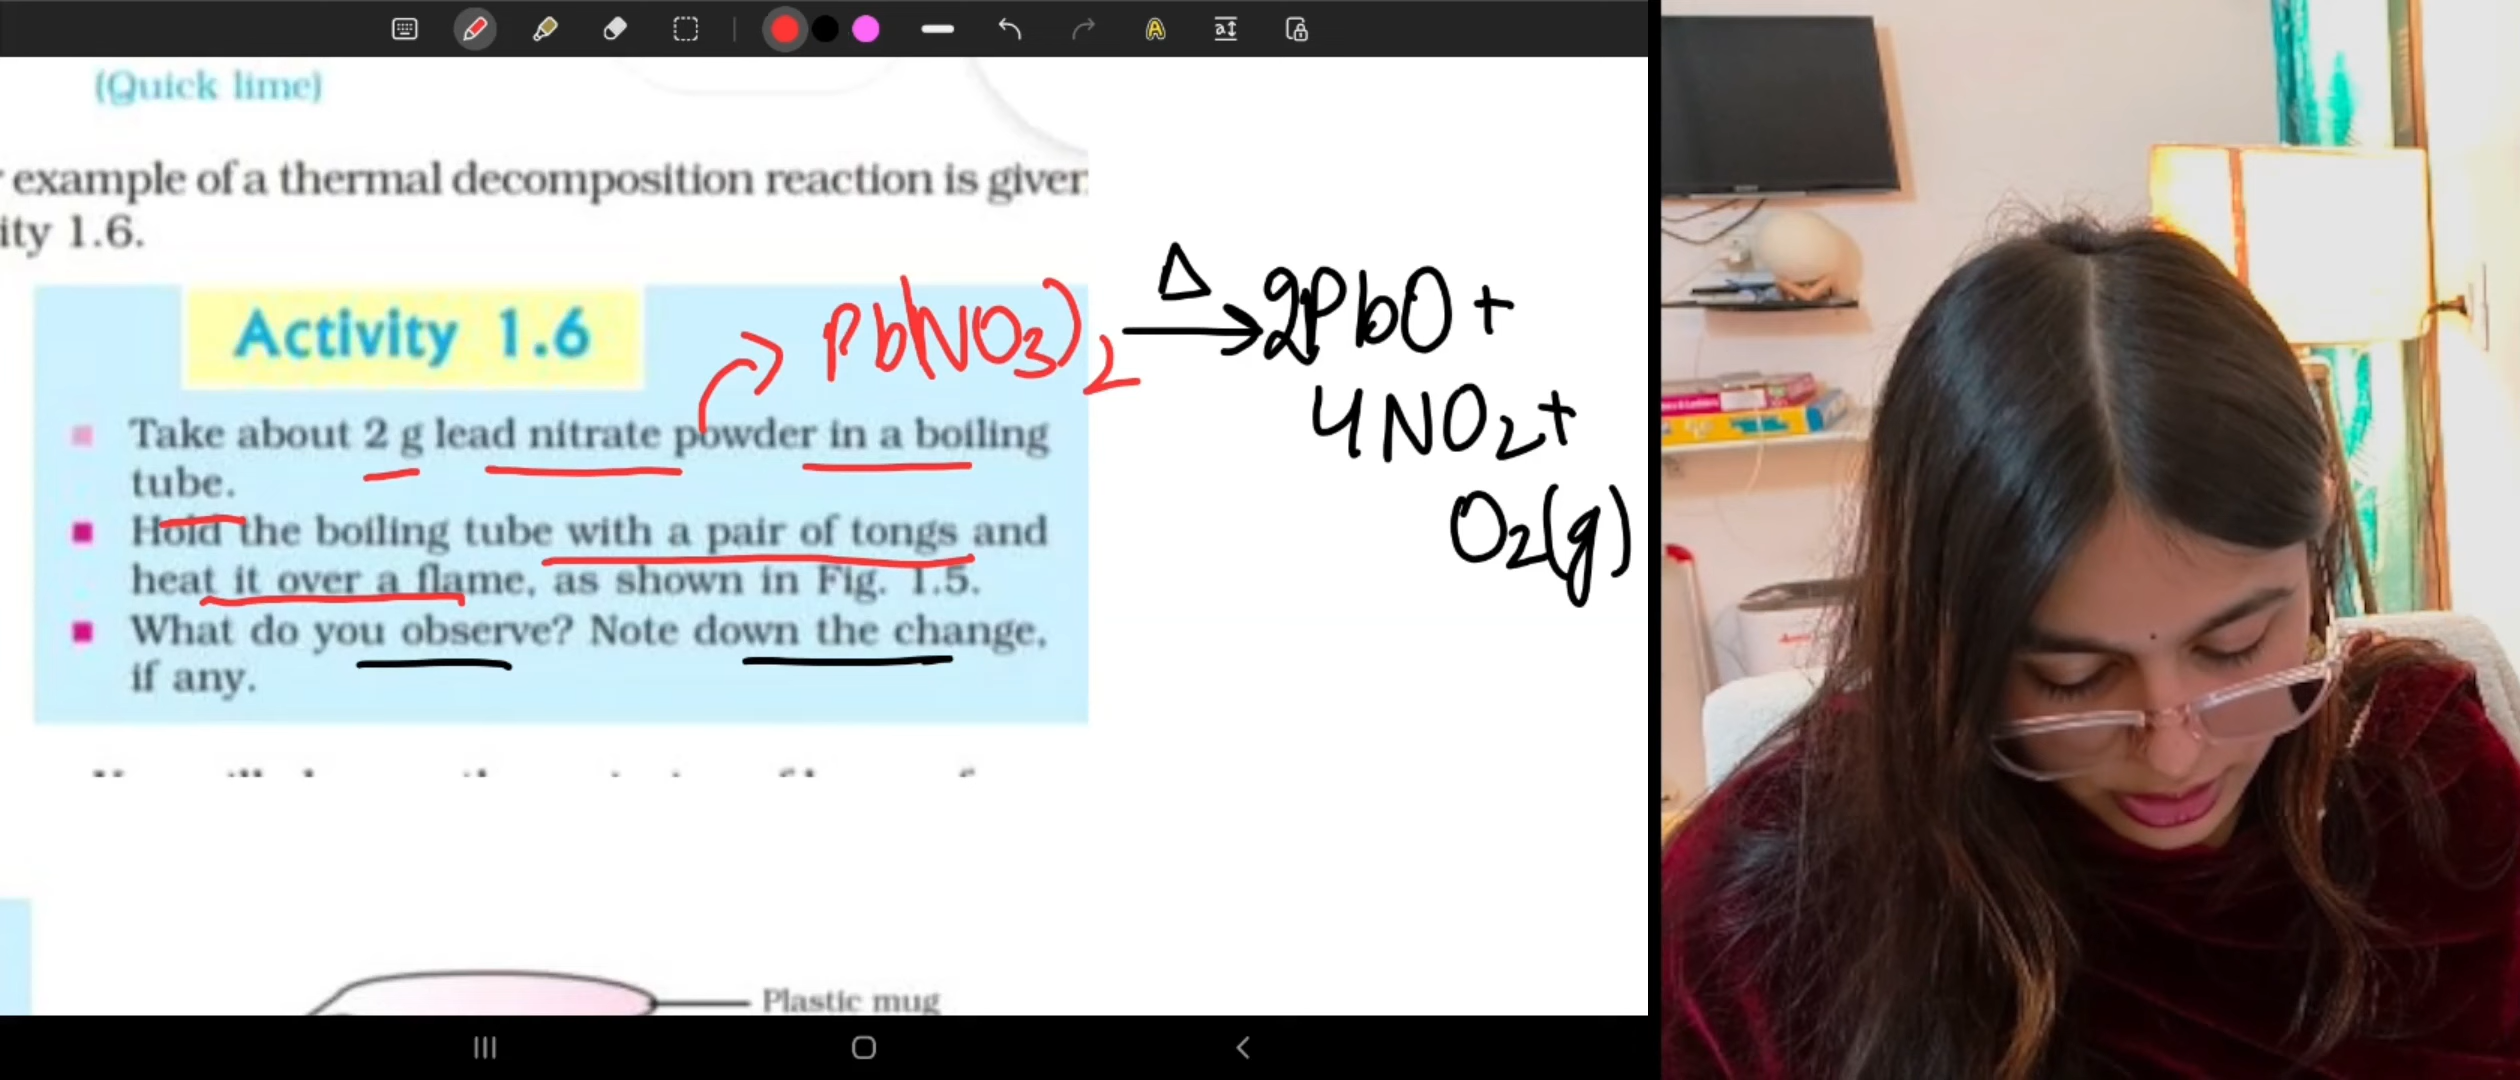 (Quick lime)
example of a thermal decomposition reaction is given
ity 1.6.
Activity 1.6
Pb(NO3)2 Δ → 2PbO +
4NO2 +
O2(g)
Take about 2 g lead nitrate powder in a boiling
tube.
Hold the boiling tube with a pair of tongs and
heat it over a flame, as shown in Fig. 1.5.
What do you observe? Note down the change,
if any.
Plastic mug